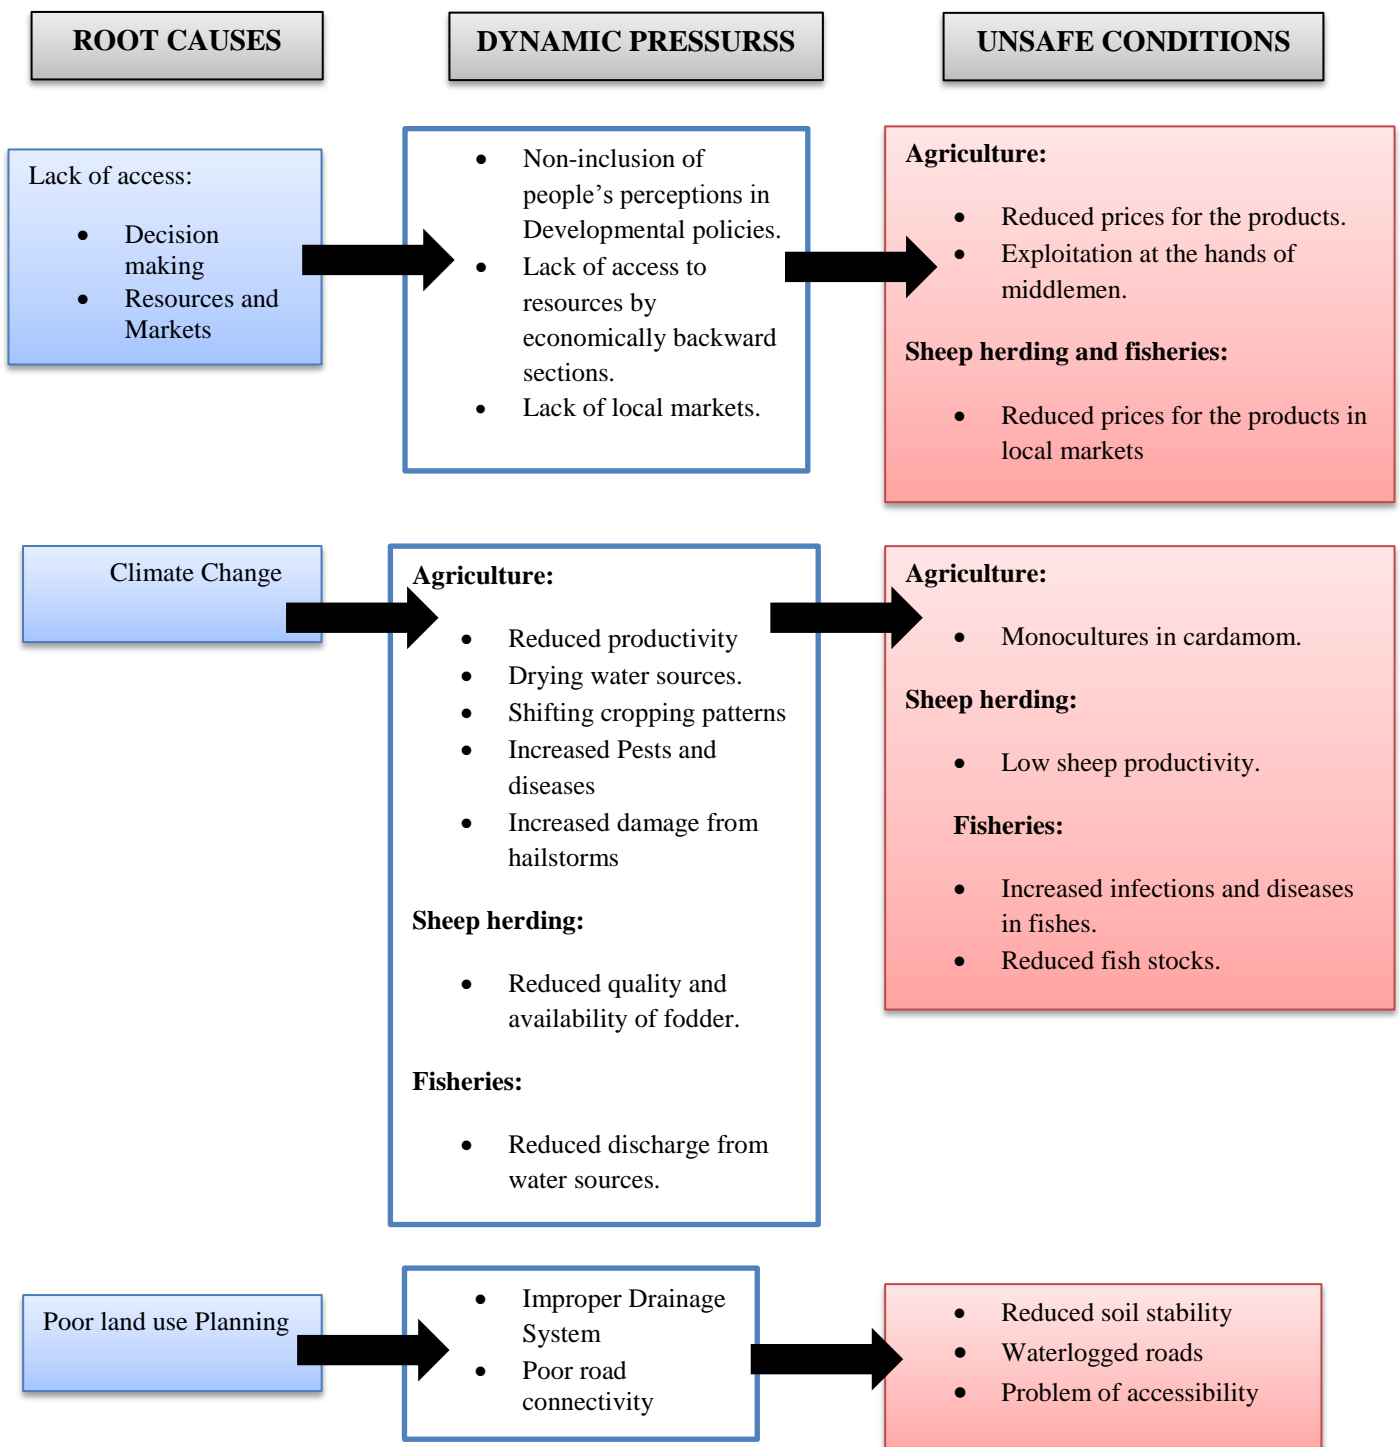 ROOT CAUSES
DYNAMIC PRESSURSS
UNSAFE CONDITIONS
Lack of access:
• Decision
making
• Resources and
Markets
• Non-inclusion of
people’s perceptions in
Developmental policies.
• Lack of access to
resources by
economically backward
sections.
• Lack of local markets.
Agriculture:
• Reduced prices for the products.
• Exploitation at the hands of
middlemen.
Sheep herding and fisheries:
• Reduced prices for the products in
local markets
Climate Change
Agriculture:
• Reduced productivity
• Drying water sources.
• Shifting cropping patterns
• Increased Pests and
diseases
• Increased damage from
hailstorms
Sheep herding:
• Reduced quality and
availability of fodder.
Fisheries:
• Reduced discharge from
water sources.
Agriculture:
• Monocultures in cardamom.
Sheep herding:
• Low sheep productivity.
Fisheries:
• Increased infections and diseases
in fishes.
• Reduced fish stocks.
Poor land use Planning
• Improper Drainage
System
• Poor road
connectivity
• Reduced soil stability
• Waterlogged roads
• Problem of accessibility